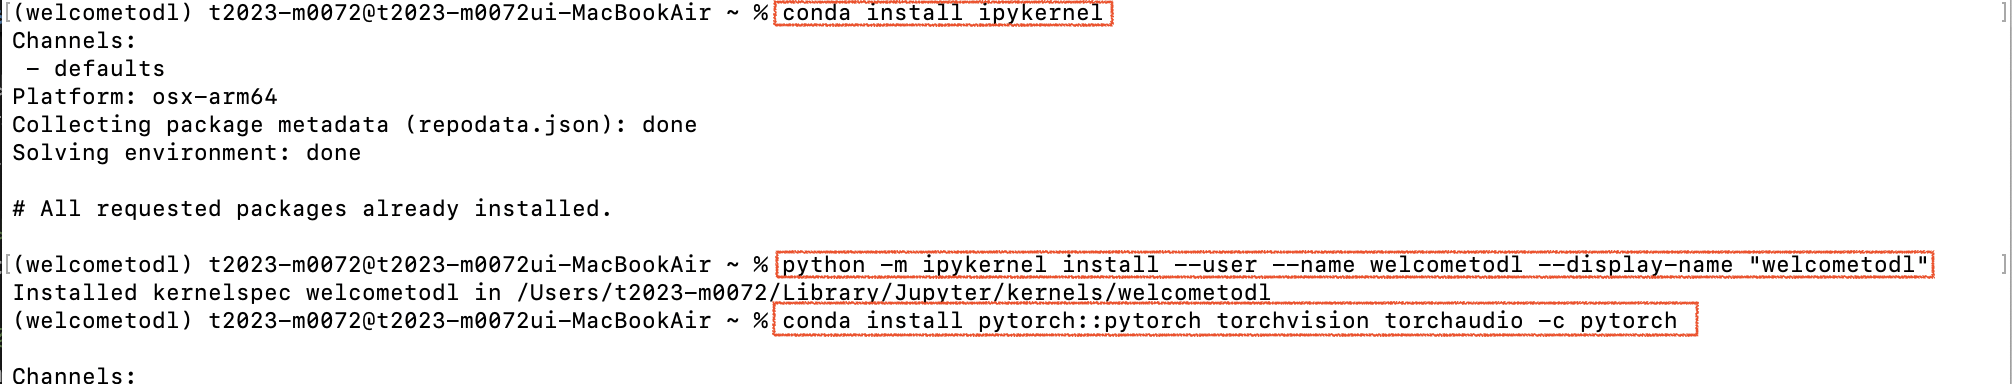 (welcometodl) t2023-m0072@t2023-m0072ui-MacBookAir ~ % conda install ipykernel
Channels:
 - defaults
Platform: osx-arm64
Collecting package metadata (repodata.json): done
Solving environment: done
# All requested packages already installed.
(welcometodl) t2023-m0072@t2023-m0072ui-MacBookAir ~ % python -m ipykernel install --user --name welcometodl --display-name "welcometodl"
Installed kernelspec welcometodl in /Users/t2023-m0072/Library/Jupyter/kernels/welcometodl
(welcometodl) t2023-m0072@t2023-m0072ui-MacBookAir ~ % conda install pytorch::pytorch torchvision torchaudio -c pytorch
Channels: